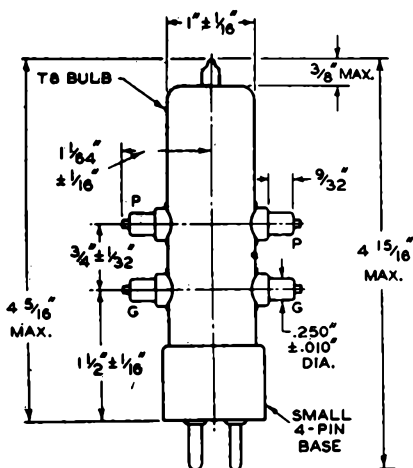 1" ± 1/16"
3/8" MAX.
T8 BULB
1 1/64"
± 1/16"
9/32"
P
P
3/4" ± 1/32"
4 15/16"
MAX.
4 5/16"
MAX.
G
G
.250"
±.010"
DIA.
1 1/2" ± 1/16"
SMALL
4-PIN
BASE